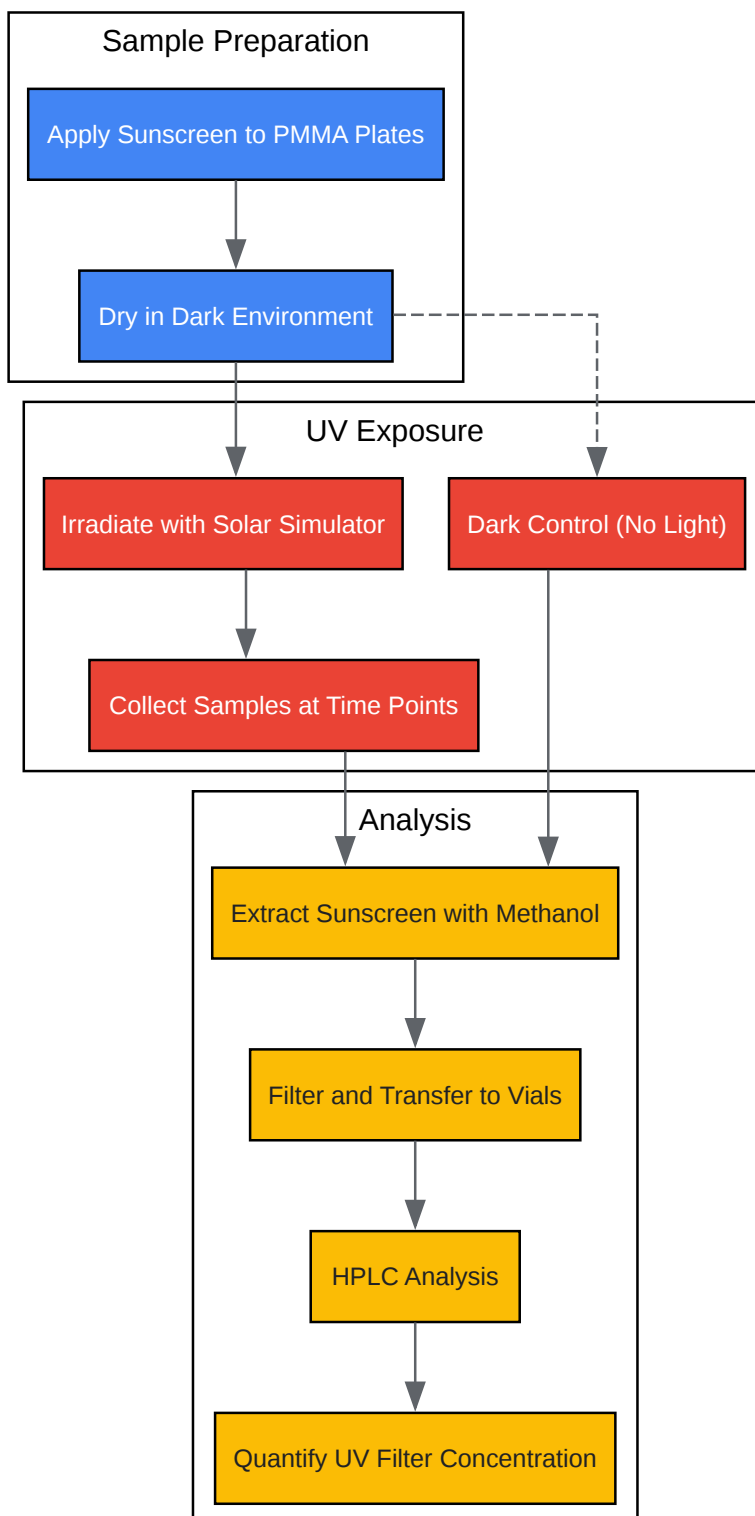 Sample Preparation
Apply Sunscreen to PMMA Plates
Dry in Dark Environment
UV Exposure
Irradiate with Solar Simulator
Dark Control (No Light)
Collect Samples at Time Points
Analysis
Extract Sunscreen with Methanol
Filter and Transfer to Vials
HPLC Analysis
Quantify UV Filter Concentration